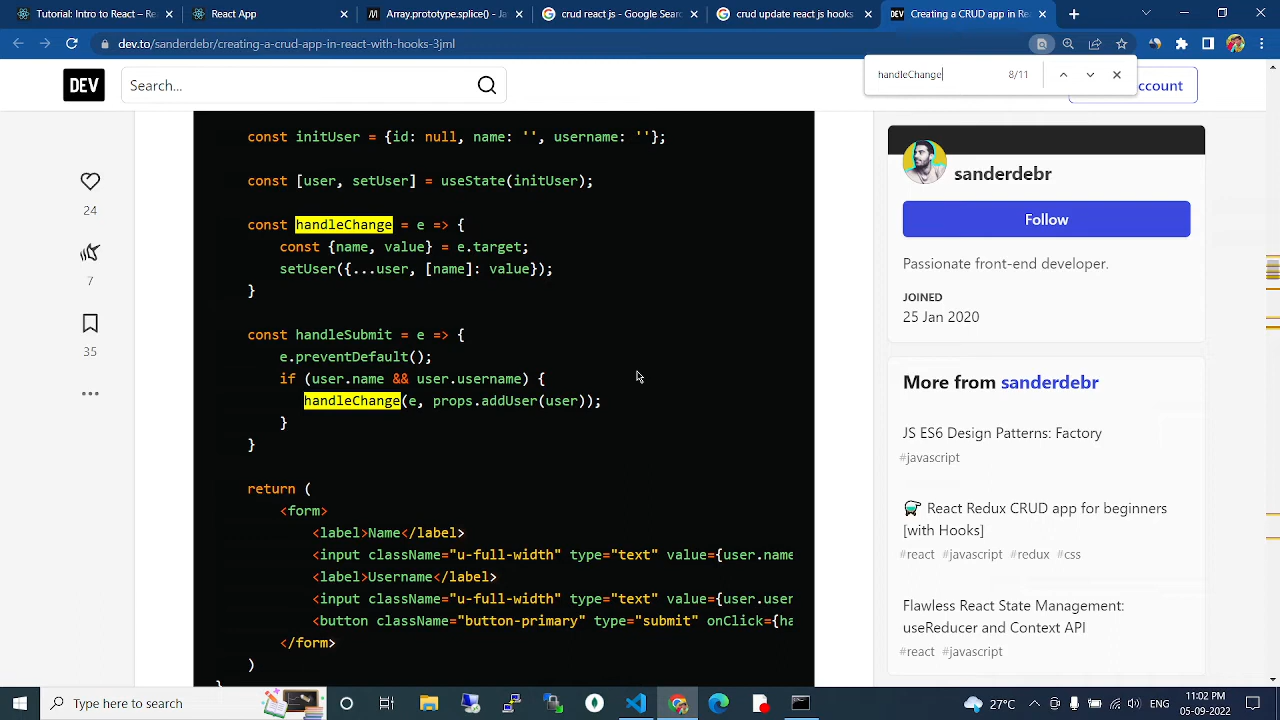 Tutorial: Intro to React – Rea
React App
Array.prototype.splice() - Ja
crud react js - Google Search
crud update react js hooks
Creating a CRUD app in Rea
dev.to/sanderdebr/creating-a-crud-app-in-react-with-hooks-3jml
handleChange
8/11
DEV
Search...
ccount
const initUser = {id: null, name: '', username: ''};
const [user, setUser] = useState(initUser);
const handleChange = e => {
const {name, value} = e.target;
setUser({...user, [name]: value});
}
const handleSubmit = e => {
e.preventDefault();
if (user.name && user.username) {
handleChange(e, props.addUser(user));
}
}
return (
<form>
<label>Name</label>
<input className="u-full-width" type="text" value={user.name
<label>Username</label>
<input className="u-full-width" type="text" value={user.user
<button className="button-primary" type="submit" onClick={ha
</form>
)
24
7
35
sanderdebr
Follow
Passionate front-end developer.
JOINED
25 Jan 2020
More from sanderdebr
JS ES6 Design Patterns: Factory
#javascript
React Redux CRUD app for beginners
[with Hooks]
#react #javascript #redux #css
Flawless React State Management:
useReducer and Context API
#react #javascript
Type here to search
ENG
11:02 PM
05-09-2022